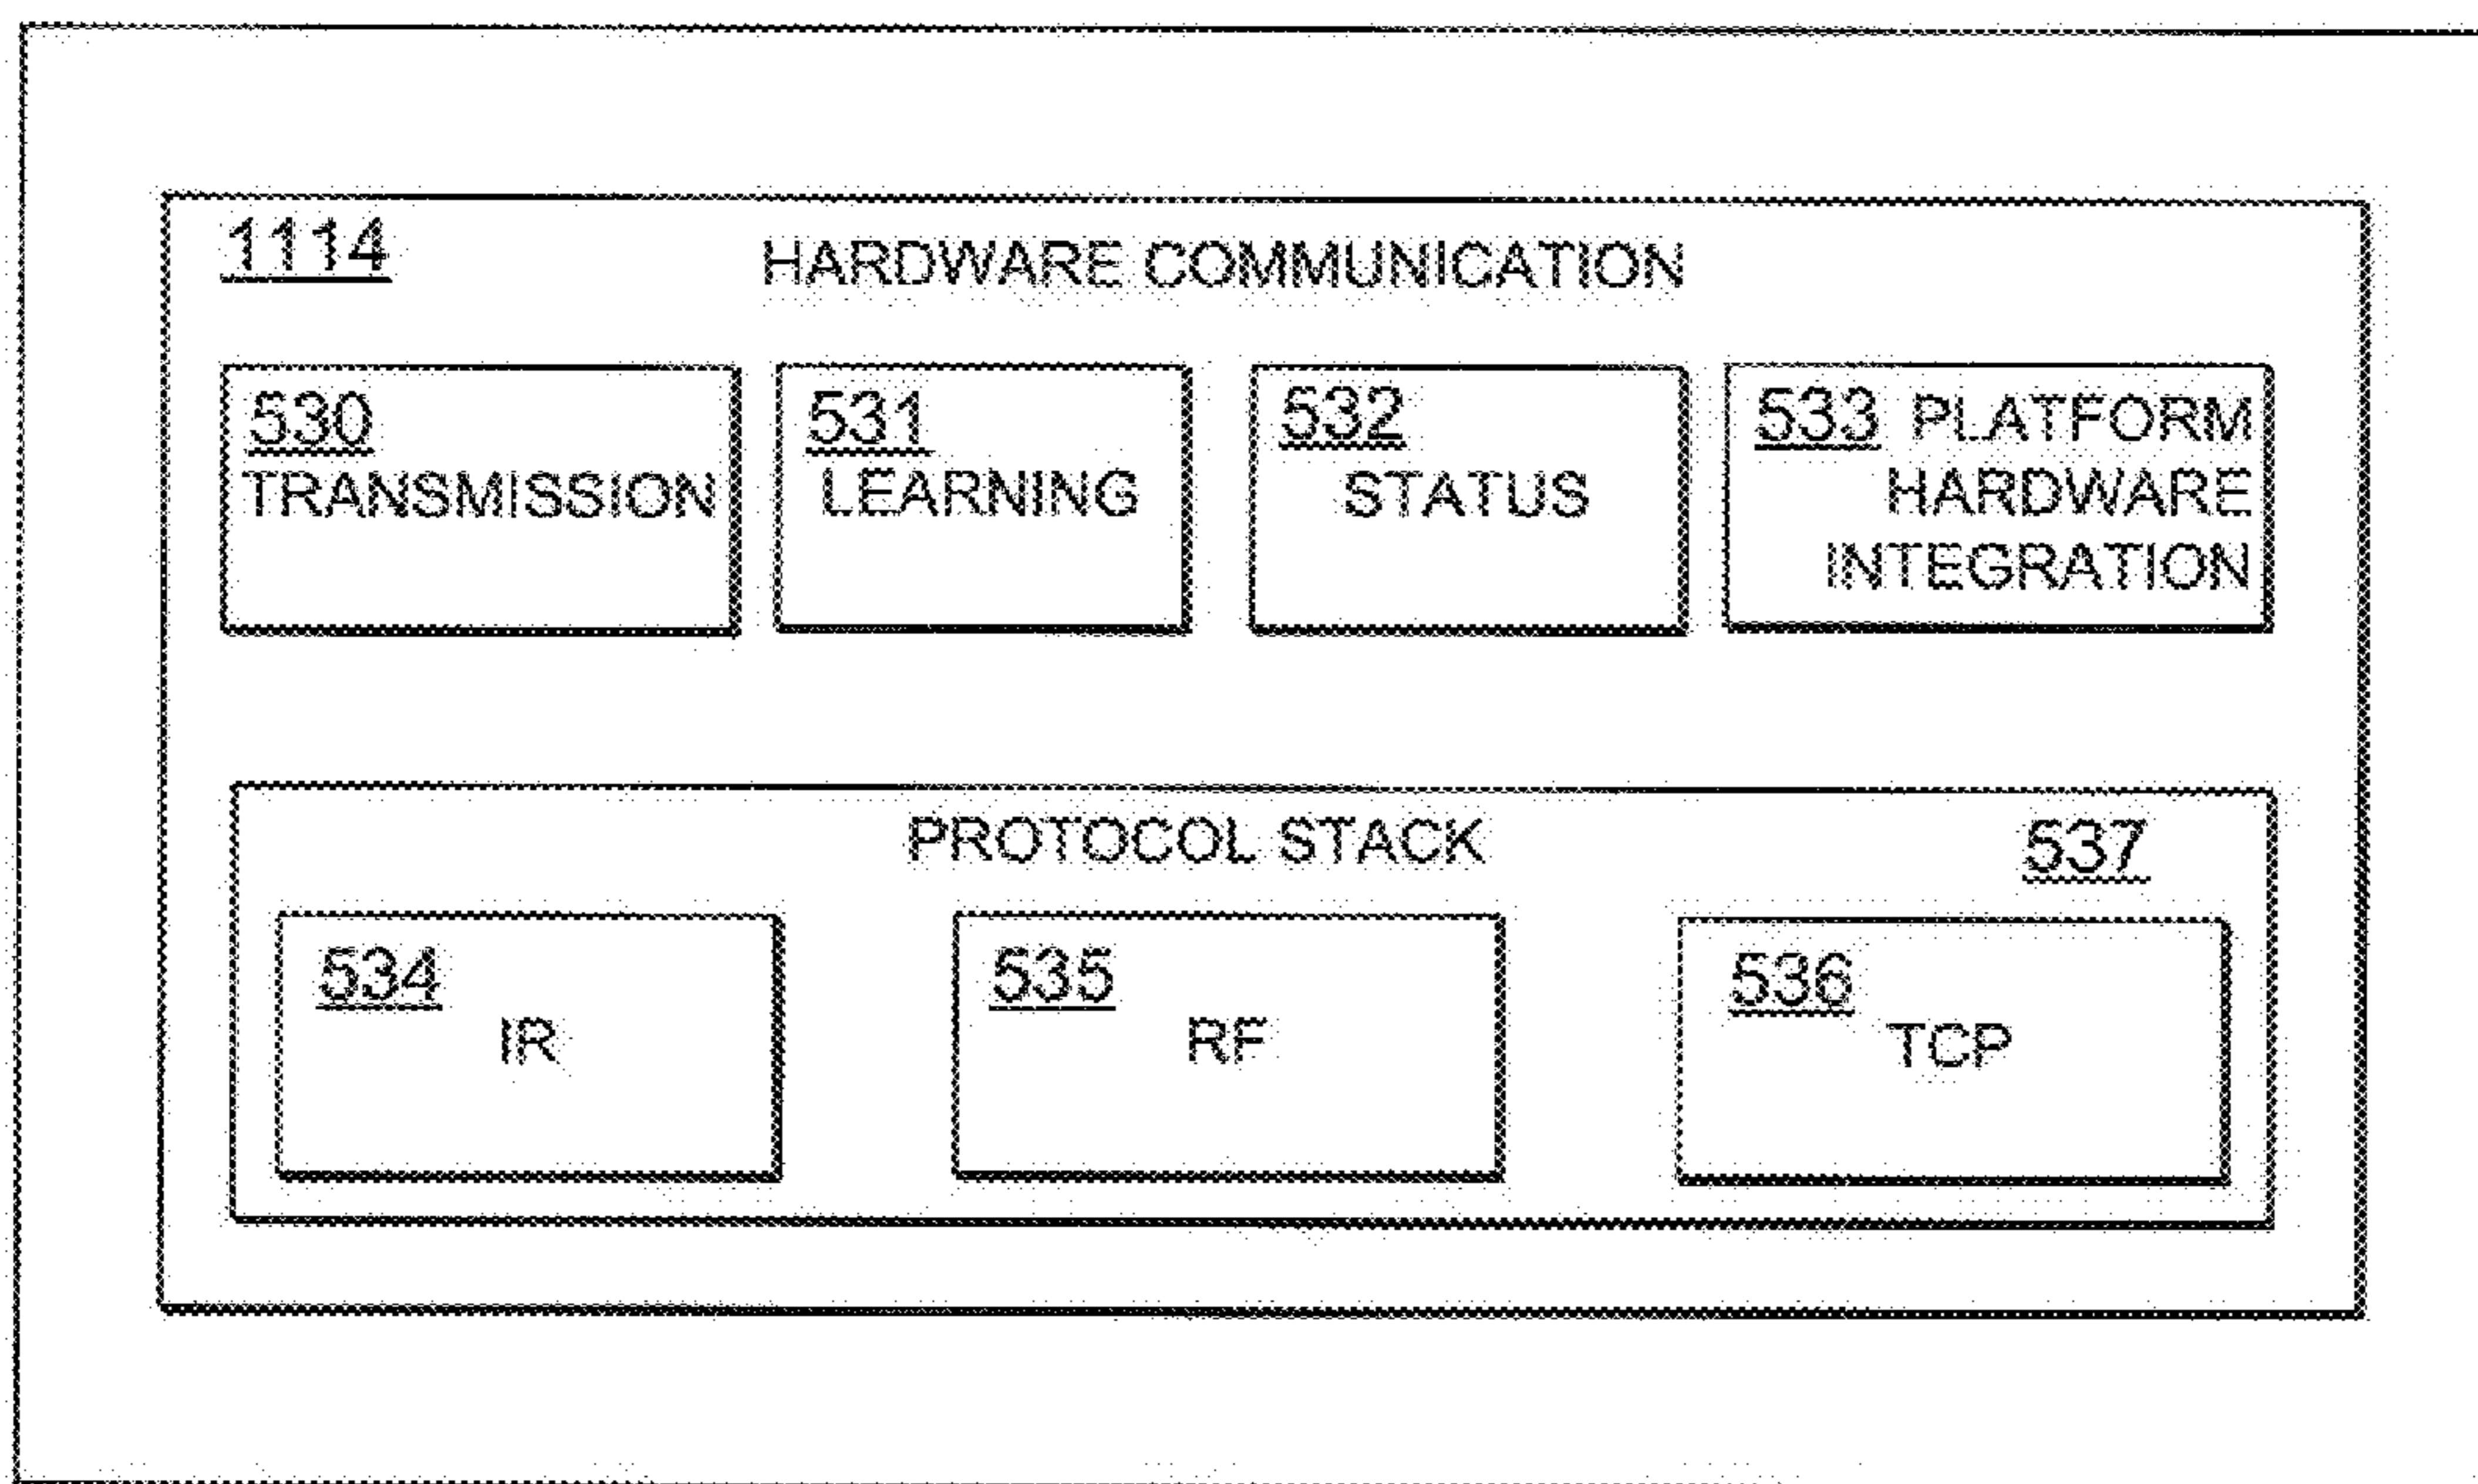 1114
HARDWARE COMMUNICATION
530
TRANSMISSION
531
LEARNING
532
STATUS
533 PLATFORM
HARDWARE
INTEGRATION
PROTOCOL STACK
537
534
IR
535
RF
536
TCP